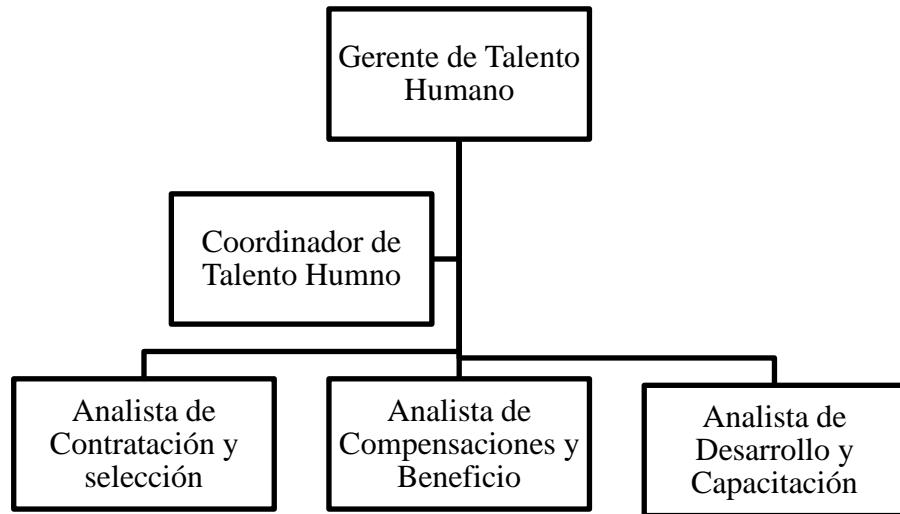 Gerente de Talento
Humano
Coordinador de
Talento Humno
Analista de
Contratación y
selección
Analista de
Compensaciones y
Beneficio
Analista de
Desarrollo y
Capacitación